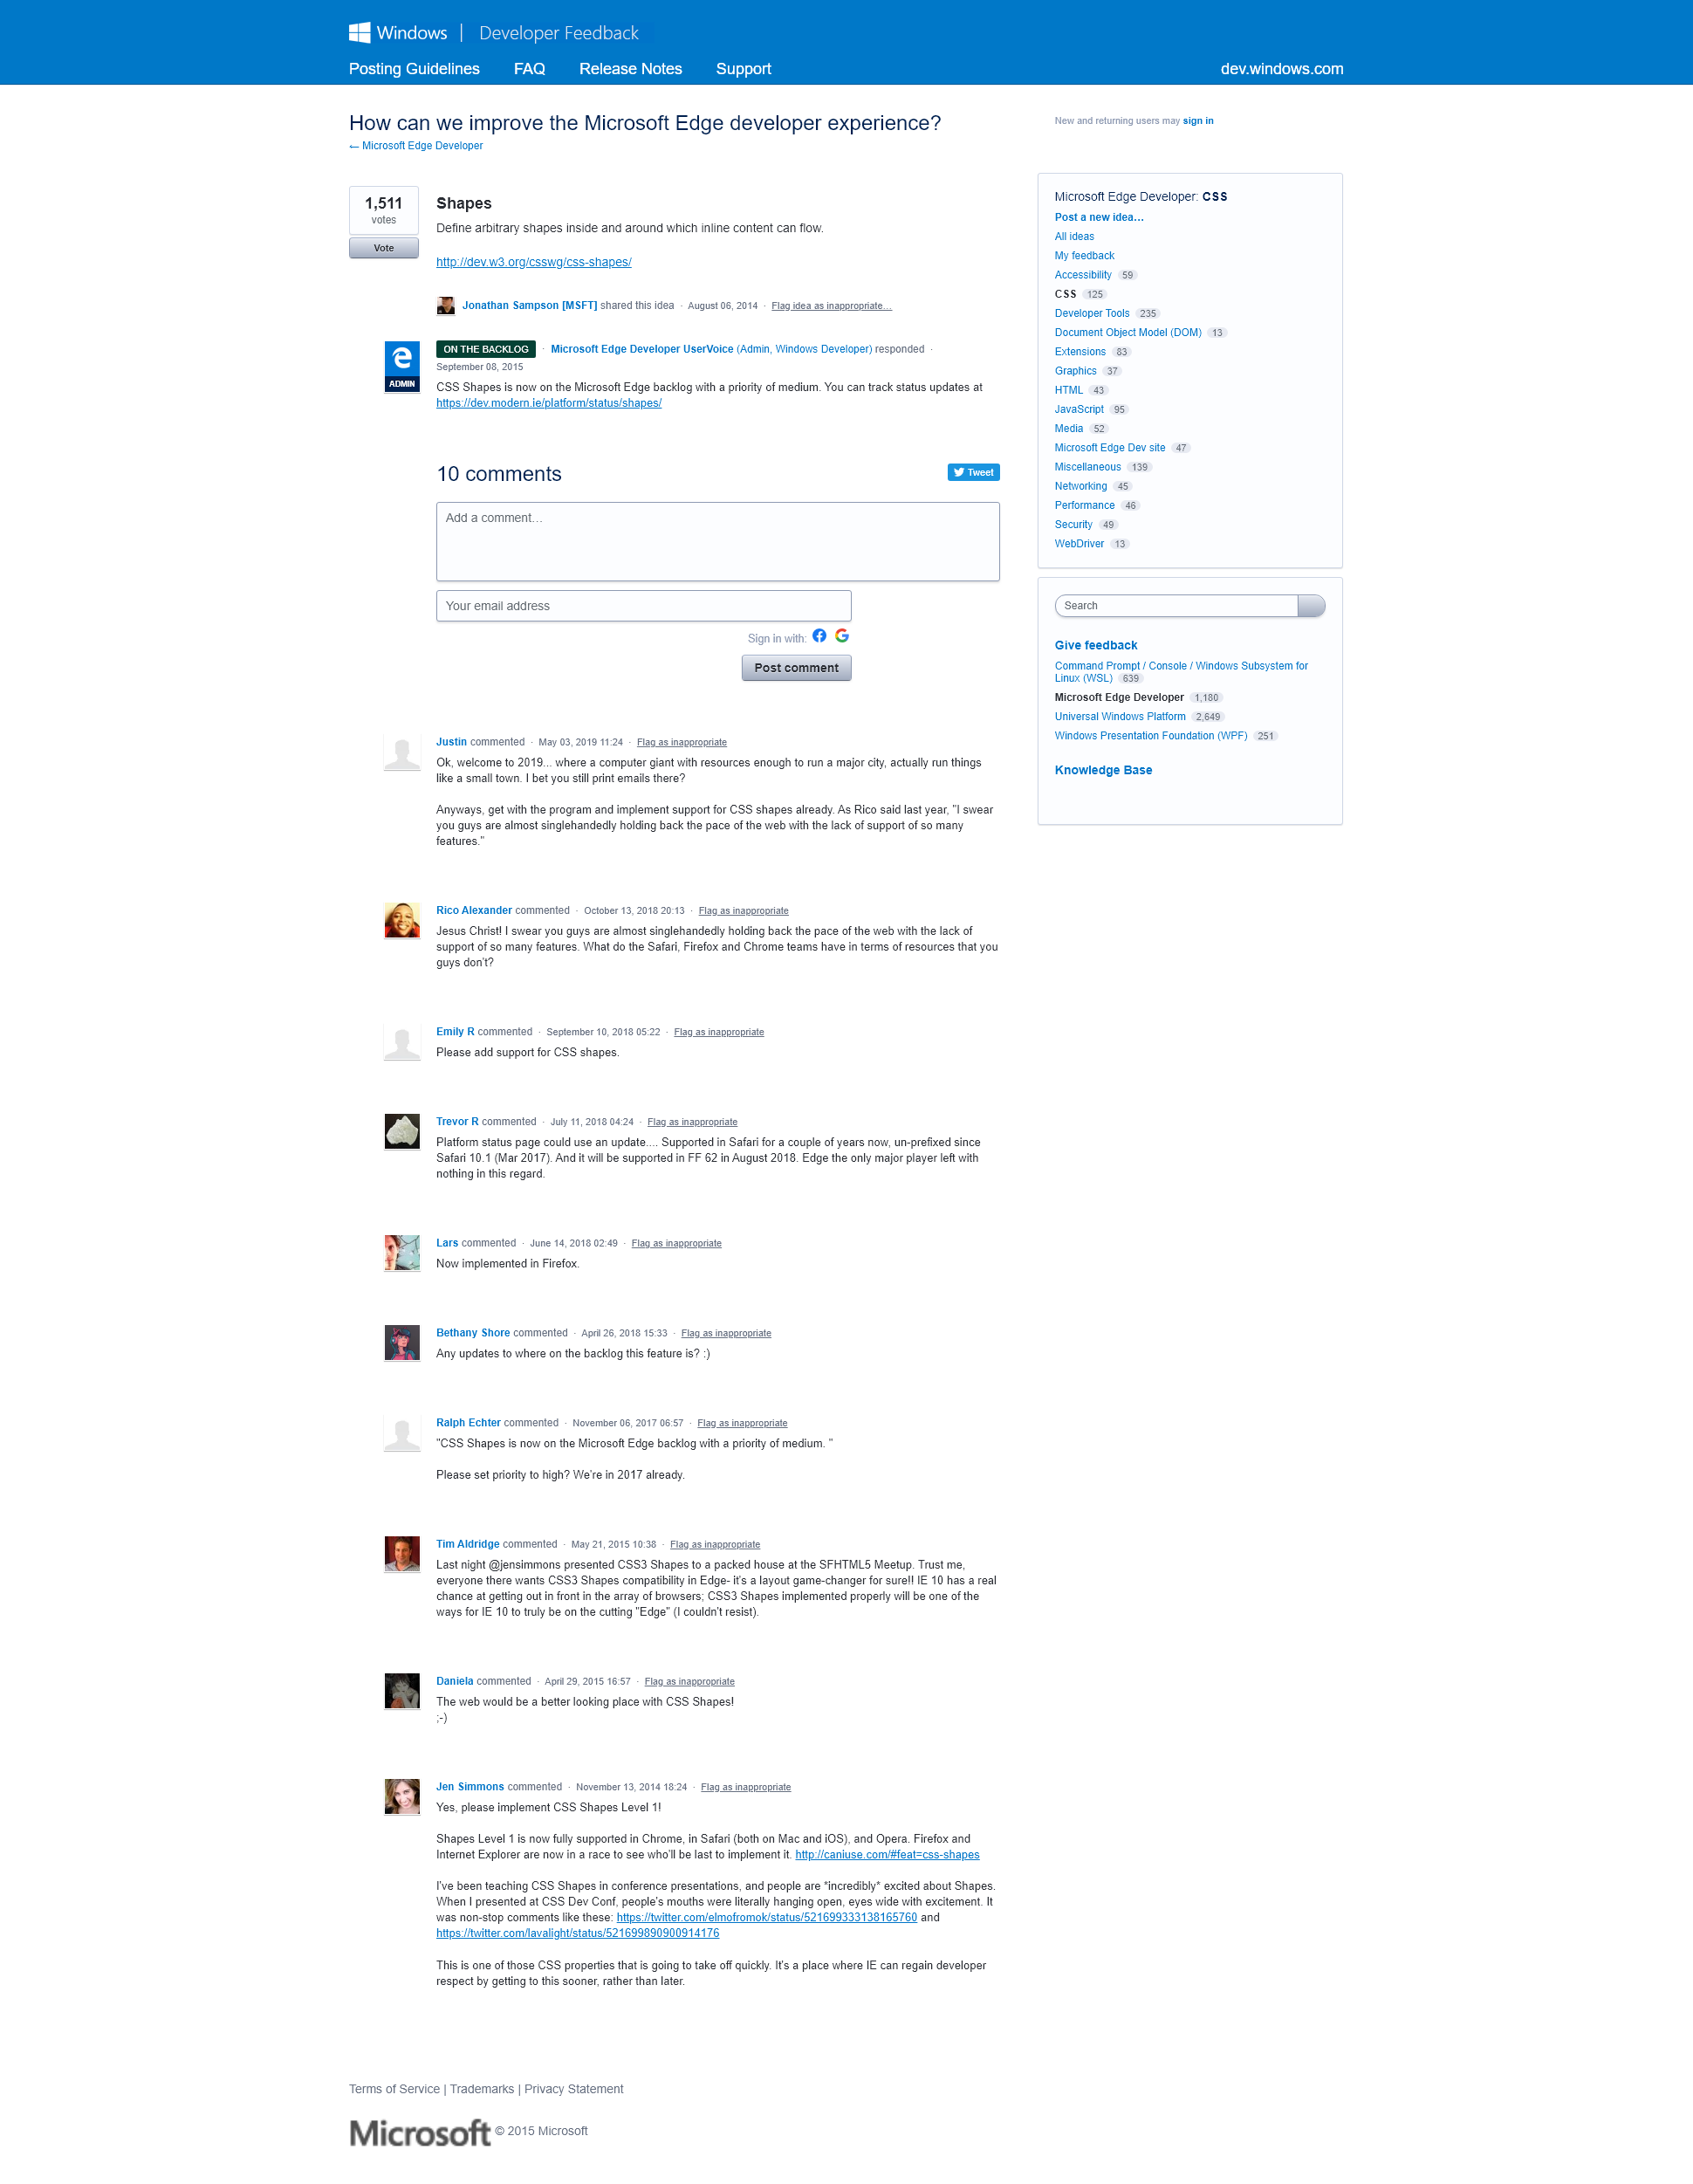 Windows | Developer Feedback
Posting Guidelines FAQ Release Notes Support dev.windows.com
How can we improve the Microsoft Edge developer experience?
← Microsoft Edge Developer
New and returning users may sign in
1,511
votes
Vote
Shapes
Define arbitrary shapes inside and around which inline content can flow.
http://dev.w3.org/csswg/css-shapes/
Jonathan Sampson [MSFT] shared this idea · August 06, 2014 · Flag idea as inappropriate…
ADMIN
ON THE BACKLOG · Microsoft Edge Developer UserVoice (Admin, Windows Developer) responded ·
September 08, 2015
CSS Shapes is now on the Microsoft Edge backlog with a priority of medium. You can track status updates at
https://dev.modern.ie/platform/status/shapes/
10 comments
Tweet
Add a comment…
Your email address
Sign in with:
Post comment
Justin commented · May 03, 2019 11:24 · Flag as inappropriate
Ok, welcome to 2019... where a computer giant with resources enough to run a major city, actually run things
like a small town. I bet you still print emails there?
Anyways, get with the program and implement support for CSS shapes already. As Rico said last year, "I swear
you guys are almost singlehandedly holding back the pace of the web with the lack of support of so many
features."
Rico Alexander commented · October 13, 2018 20:13 · Flag as inappropriate
Jesus Christ! I swear you guys are almost singlehandedly holding back the pace of the web with the lack of
support of so many features. What do the Safari, Firefox and Chrome teams have in terms of resources that you
guys don't?
Emily R commented · September 10, 2018 05:22 · Flag as inappropriate
Please add support for CSS shapes.
Trevor R commented · July 11, 2018 04:24 · Flag as inappropriate
Platform status page could use an update.... Supported in Safari for a couple of years now, un-prefixed since
Safari 10.1 (Mar 2017). And it will be supported in FF 62 in August 2018. Edge the only major player left with
nothing in this regard.
Lars commented · June 14, 2018 02:49 · Flag as inappropriate
Now implemented in Firefox.
Bethany Shore commented · April 26, 2018 15:33 · Flag as inappropriate
Any updates to where on the backlog this feature is? :)
Ralph Echter commented · November 06, 2017 06:57 · Flag as inappropriate
"CSS Shapes is now on the Microsoft Edge backlog with a priority of medium. "
Please set priority to high? We're in 2017 already.
Tim Aldridge commented · May 21, 2015 10:38 · Flag as inappropriate
Last night @jensimmons presented CSS3 Shapes to a packed house at the SFHTML5 Meetup. Trust me,
everyone there wants CSS3 Shapes compatibility in Edge- it's a layout game-changer for sure!! IE 10 has a real
chance at getting out in front in the array of browsers; CSS3 Shapes implemented properly will be one of the
ways for IE 10 to truly be on the cutting "Edge" (I couldn't resist).
Daniela commented · April 29, 2015 16:57 · Flag as inappropriate
The web would be a better looking place with CSS Shapes!
;-)
Jen Simmons commented · November 13, 2014 18:24 · Flag as inappropriate
Yes, please implement CSS Shapes Level 1!
Shapes Level 1 is now fully supported in Chrome, in Safari (both on Mac and iOS), and Opera. Firefox and
Internet Explorer are now in a race to see who'll be last to implement it. http://caniuse.com/#feat=css-shapes
I've been teaching CSS Shapes in conference presentations, and people are *incredibly* excited about Shapes.
When I presented at CSS Dev Conf, people's mouths were literally hanging open, eyes wide with excitement. It
was non-stop comments like these: https://twitter.com/elmofromok/status/521699333138165760 and
https://twitter.com/lavalight/status/521699890900914176
This is one of those CSS properties that is going to take off quickly. It's a place where IE can regain developer
respect by getting to this sooner, rather than later.
Microsoft Edge Developer: CSS
Post a new idea…
All ideas
My feedback
Accessibility 59
CSS 125
Developer Tools 235
Document Object Model (DOM) 13
Extensions 83
Graphics 37
HTML 43
JavaScript 95
Media 52
Microsoft Edge Dev site 47
Miscellaneous 139
Networking 45
Performance 46
Security 49
WebDriver 13
Search
Give feedback
Command Prompt / Console / Windows Subsystem for
Linux (WSL) 639
Microsoft Edge Developer 1,180
Universal Windows Platform 2,649
Windows Presentation Foundation (WPF) 251
Knowledge Base
Terms of Service | Trademarks | Privacy Statement
Microsoft © 2015 Microsoft